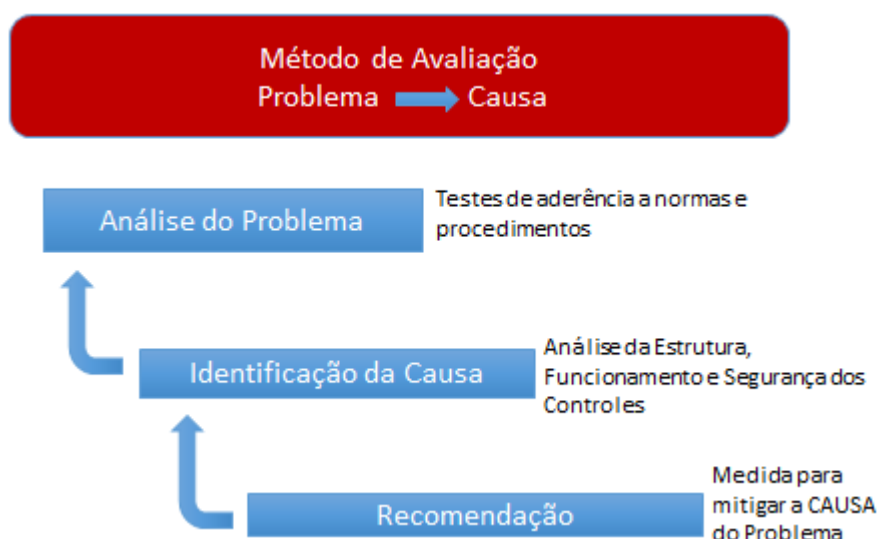 Método de Avaliação
Problema Causa
Análise do Problema
Testes de aderência a normas e
procedimentos
Identificação da Causa
Análise da Estrutura,
Funcionamento e Segurança dos
Controles
Recomendação
Medida para
mitigar a CAUSA
do Problema